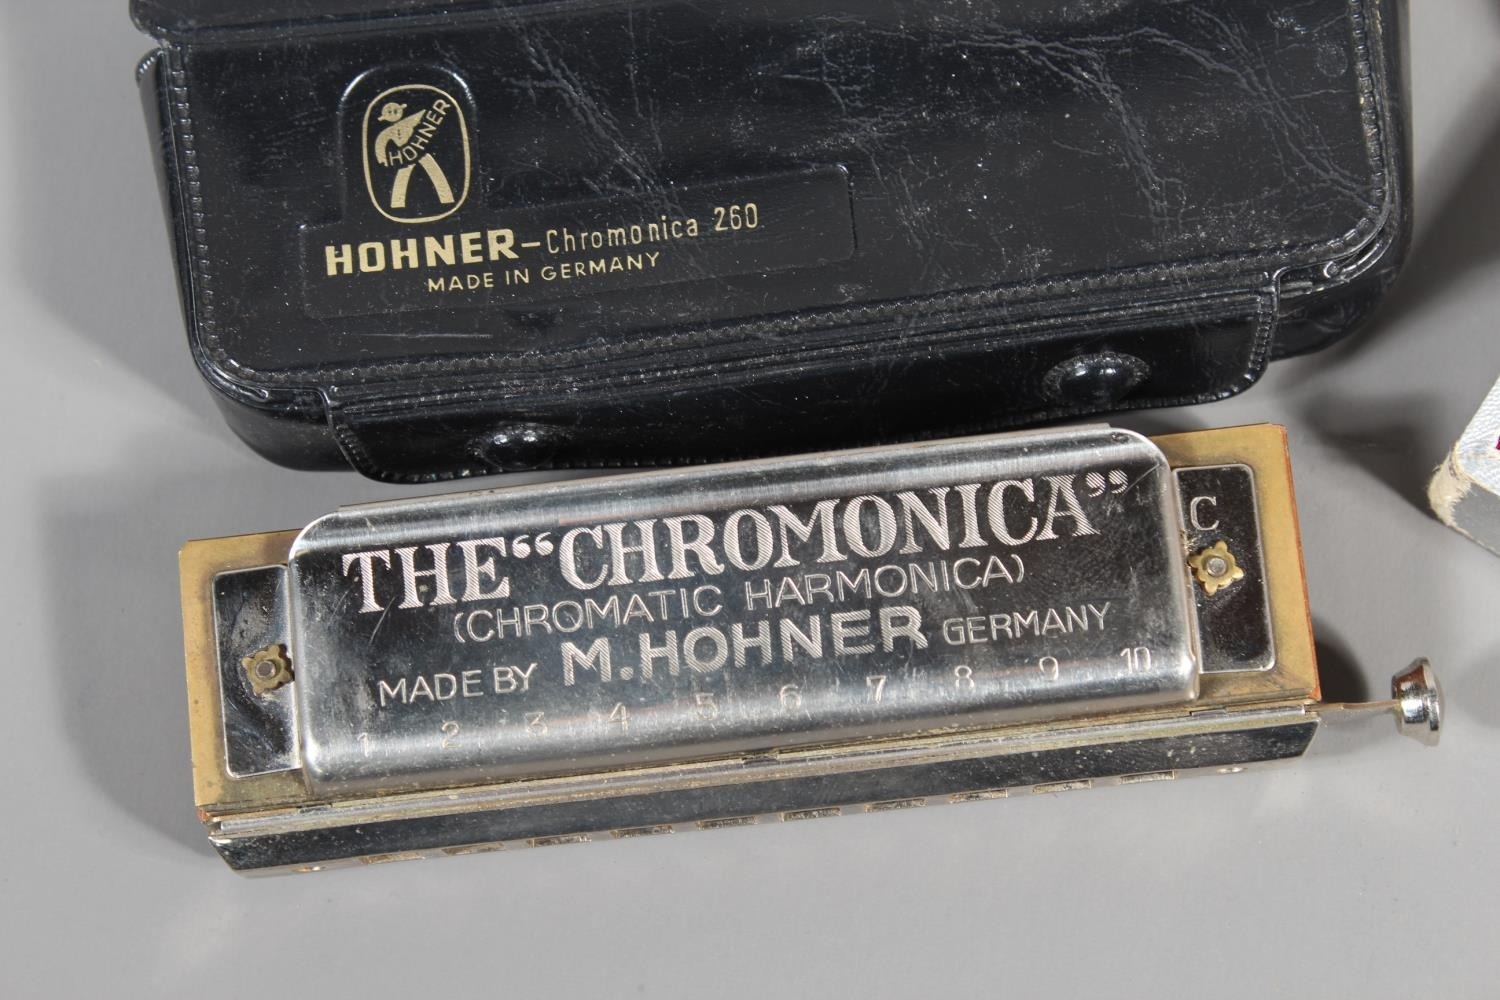 HOHNER
HOHNER
HOHNER-Chromonica 260
MADE IN GERMANY
THE “CHROMONICA”
C
(CHROMATIC HARMONICA)
MADE BY M. HOHNER GERMANY
1 2 3 4 5 6 7 8 9 10